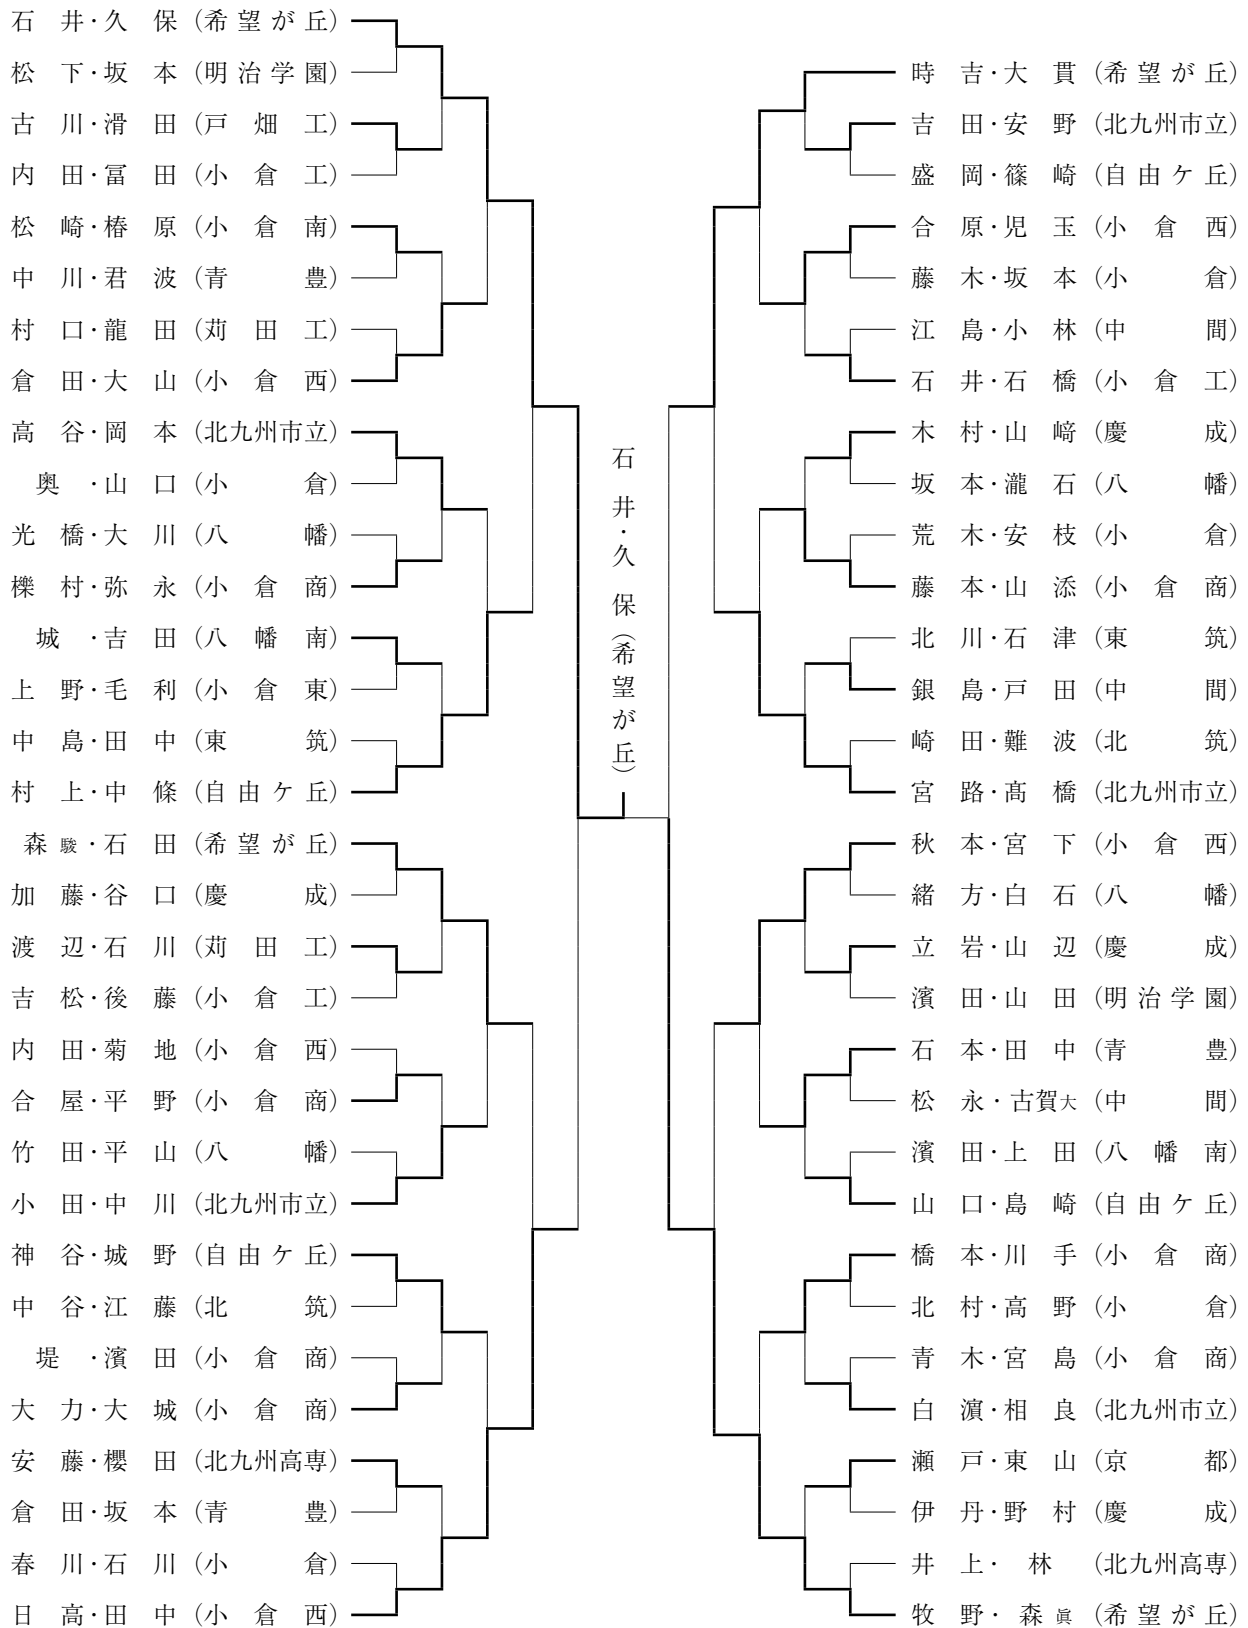 石井・久保（希望が丘）
松下・坂本（明治学園）
古川・滑田（戸畑工）
内田・冨田（小倉工）
松崎・椿原（小倉南）
中川・君波（青豊）
村口・龍田（苅田工）
倉田・大山（小倉西）
高谷・岡本（北九州市立）
奥・山口（小倉）
光橋・大川（八幡）
櫟村・弥永（小倉商）
城・吉田（八幡南）
上野・毛利（小倉東）
中島・田中（東筑）
村上・中條（自由ケ丘）
森駿・石田（希望が丘）
加藤・谷口（慶成）
渡辺・石川（苅田工）
吉松・後藤（小倉工）
内田・菊地（小倉西）
合屋・平野（小倉商）
竹田・平山（八幡）
小田・中川（北九州市立）
神谷・城野（自由ケ丘）
中谷・江藤（北筑）
堤・濱田（小倉商）
大力・大城（小倉商）
安藤・櫻田（北九州高専）
倉田・坂本（青豊）
春川・石川（小倉）
日高・田中（小倉西）
石井・久保（希望が丘）
時吉・大貫（希望が丘）
吉田・安野（北九州市立）
盛岡・篠崎（自由ケ丘）
合原・児玉（小倉西）
藤木・坂本（小倉）
江島・小林（中間）
石井・石橋（小倉工）
木村・山﨑（慶成）
坂本・瀧石（八幡）
荒木・安枝（小倉）
藤本・山添（小倉商）
北川・石津（東筑）
銀島・戸田（中間）
崎田・難波（北筑）
宮路・髙橋（北九州市立）
秋本・宮下（小倉西）
緒方・白石（八幡）
立岩・山辺（慶成）
濱田・山田（明治学園）
石本・田中（青豊）
松永・古賀大（中間）
濱田・上田（八幡南）
山口・島崎（自由ケ丘）
橋本・川手（小倉商）
北村・高野（小倉）
青木・宮島（小倉商）
白濵・相良（北九州市立）
瀬戸・東山（京都）
伊丹・野村（慶成）
井上・林（北九州高専）
牧野・森眞（希望が丘）